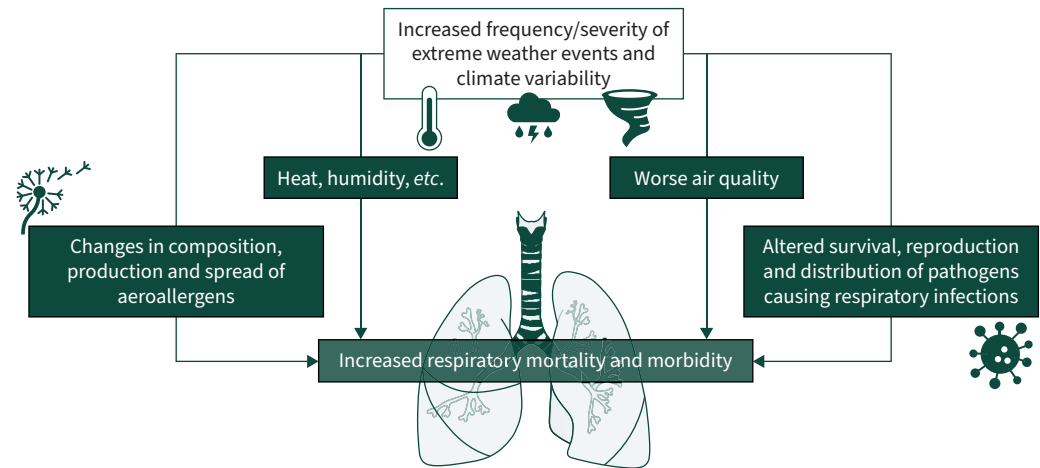 Increased frequency/severity of
extreme weather events and
climate variability
Heat, humidity, etc.
Worse air quality
Changes in composition,
production and spread of
aeroallergens
Altered survival, reproduction
and distribution of pathogens
causing respiratory infections
Increased respiratory mortality and morbidity